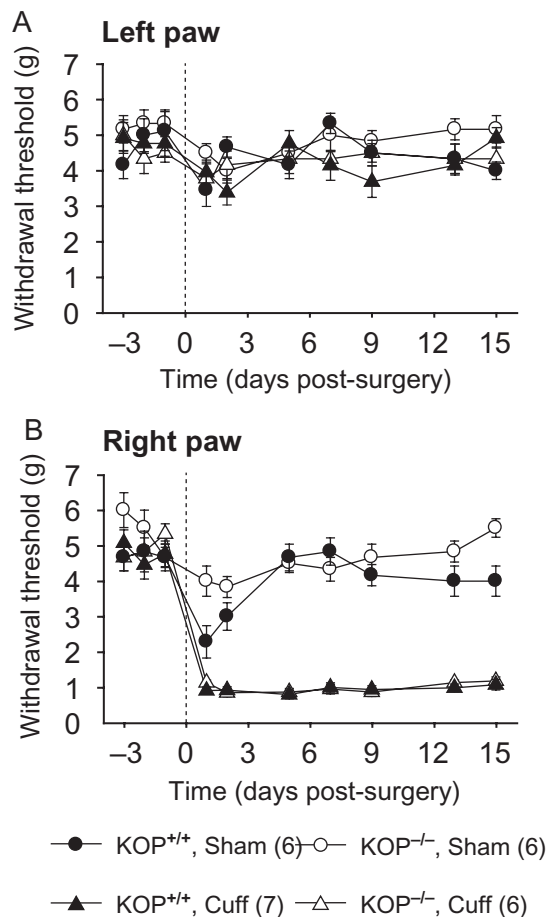 A
Left paw
Withdrawal threshold (g)
7
6
5
4
3
2
1
0
–3 0 3 6 9 12 15
Time (days post-surgery)
B
Right paw
Withdrawal threshold (g)
7
6
5
4
3
2
1
0
–3 0 3 6 9 12 15
Time (days post-surgery)
KOP+/+, Sham (6) KOP–/–, Sham (6)
KOP+/+, Cuff (7) KOP–/–, Cuff (6)